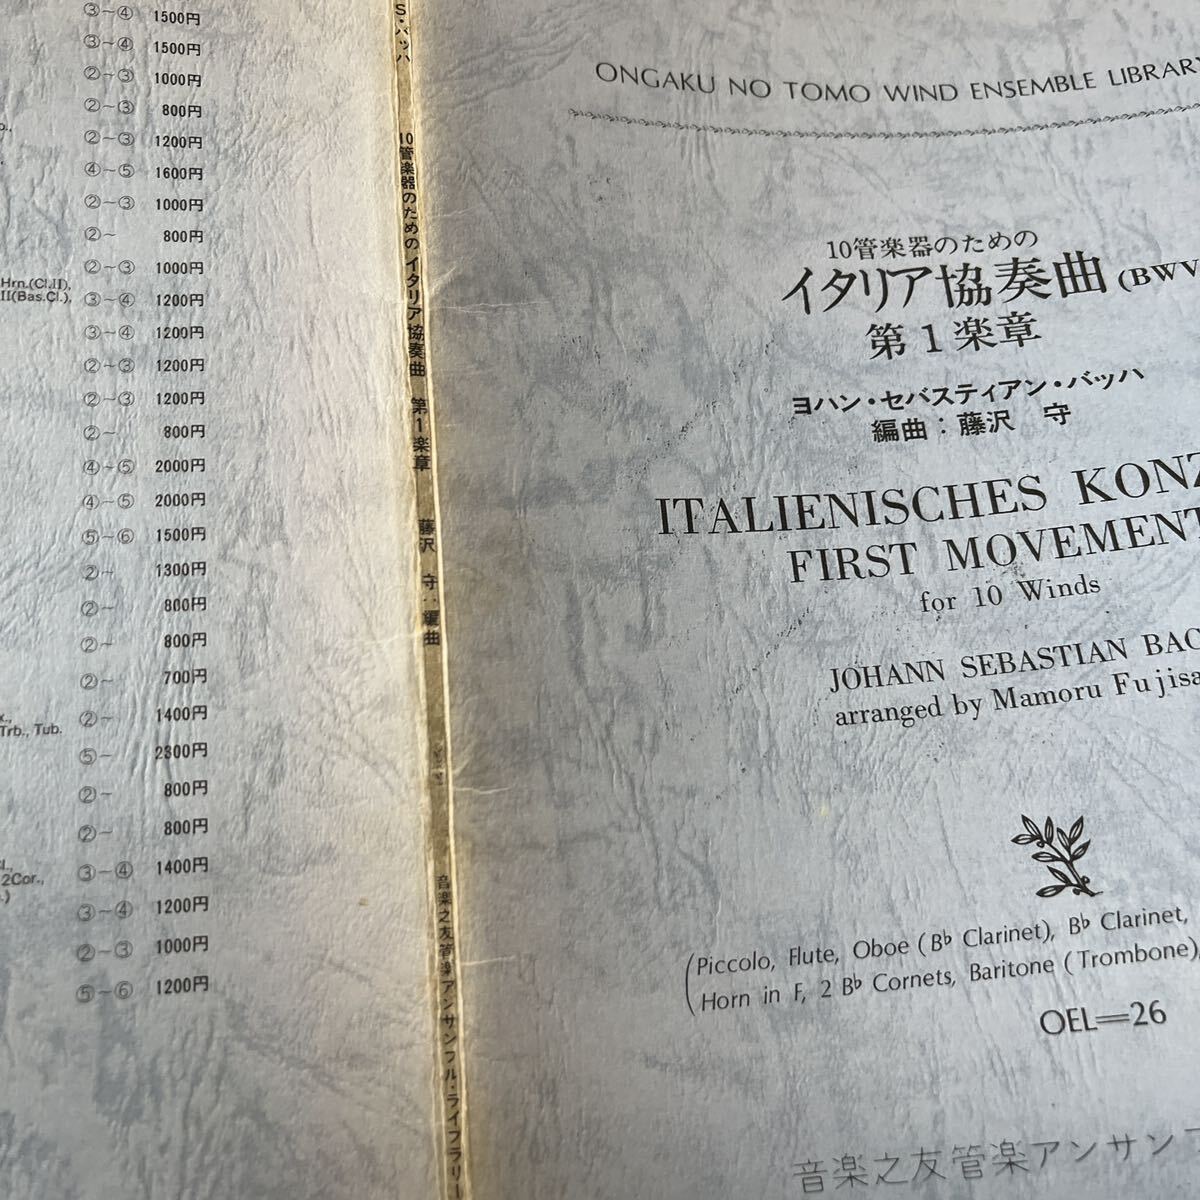 ③〜④ 1500円
③〜④ 1500円
②〜③ 1000円
②〜③ 800円
②〜③ 1200円
④〜⑤ 1600円
②〜③ 1000円
②〜 800円
Hrn.(Cl.II), ②〜③ 1000円
II(Bas.Cl.), ③〜④ 1200円
③〜④ 1200円
②〜③ 1200円
②〜③ 1200円
②〜 800円
④〜⑤ 2000円
④〜⑤ 2000円
⑤〜⑥ 1500円
②〜 1300円
②〜 800円
②〜 800円
②〜 700円
②〜 1400円
Trb., Tub.
⑤〜 2300円
②〜 800円
②〜 800円
③〜④ 1400円
2Cor.,
③〜④ 1200円
②〜③ 1000円
⑤〜⑥ 1200円
S・バッハ 10管楽器のための イタリア協奏曲 第1楽章 藤沢 守:編曲 音楽之友管楽アンサンブル・ライブラリー
ONGAKU NO TOMO WIND ENSEMBLE LIBRARY
10管楽器のための
イタリア協奏曲 (BWV
第1楽章
ヨハン・セバスティアン・バッハ
編曲:藤沢 守
ITALIENISCHES KONZ
FIRST MOVEMENT
for 10 Winds
JOHANN SEBASTIAN BAC
arranged by Mamoru Fujisa
(Piccolo, Flute, Oboe (B♭ Clarinet), B♭ Clarinet,
Horn in F, 2 B♭ Cornets, Baritone (Trombone),
OEL=26
音楽之友管楽アンサンブ